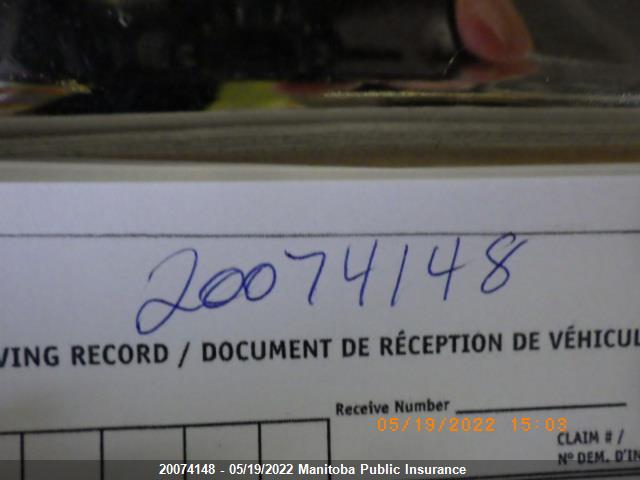 20074148
VING RECORD / DOCUMENT DE RÉCEPTION DE VÉHICUL
Receive Number
05/19/2022 15:03
CLAIM # /
Nº DEM. D'IN
20074148 - 05/19/2022 Manitoba Public Insurance